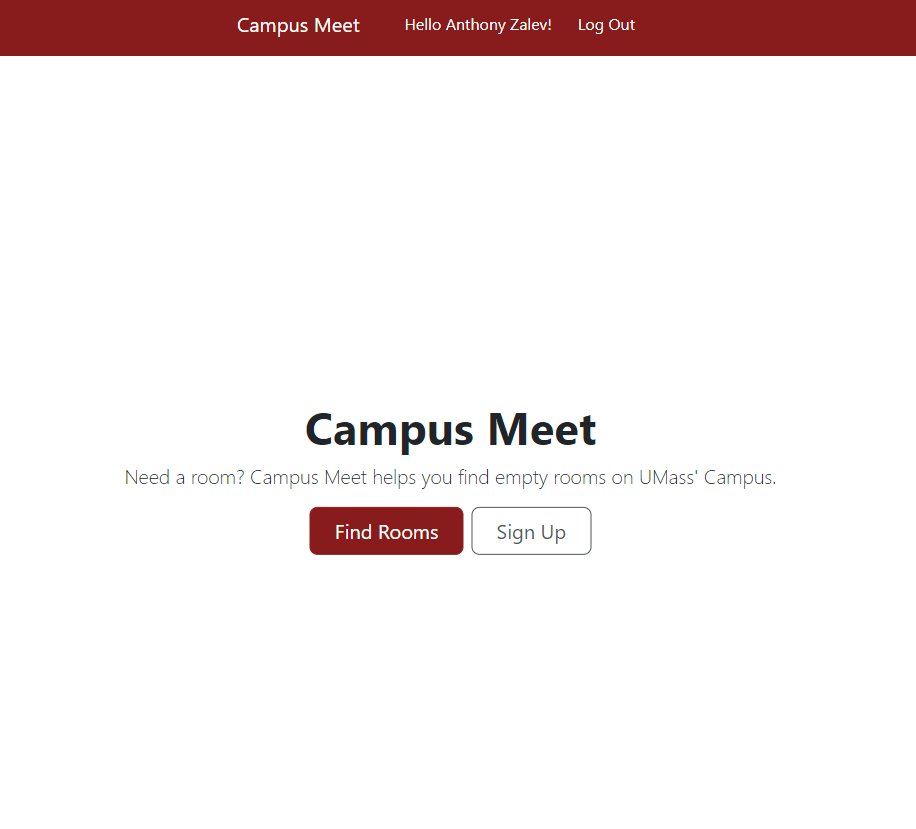 Campus Meet Hello Anthony Zalev! Log Out
Campus Meet
Need a room? Campus Meet helps you find empty rooms on UMass' Campus.
Find Rooms Sign Up